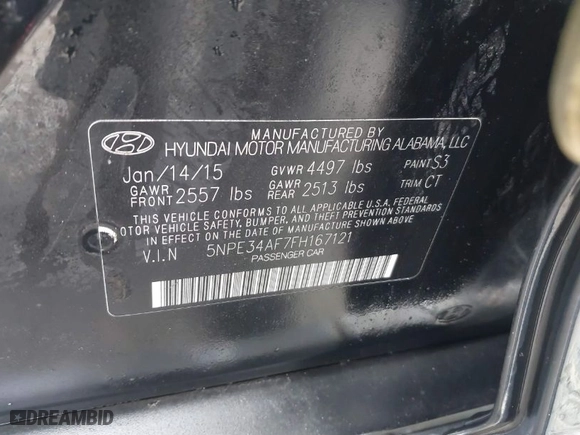 MANUFACTURED BY
HYUNDAI MOTOR MANUFACTURING ALABAMA, LLC
Jan/14/15 GVWR 4497 lbs PAINT S3
GAWR FRONT 2557 lbs GAWR REAR 2513 lbs TRIM CT
THIS VEHICLE CONFORMS TO ALL APPLICABLE U.S.A. FEDERAL
MOTOR VEHICLE SAFETY, BUMPER, AND THEFT PREVENTION STANDARDS
IN EFFECT ON THE DATE OF MANUFACTURE SHOWN ABOVE
V.I.N 5NPE34AF7FH167121
PASSENGER CAR
DREAMBID